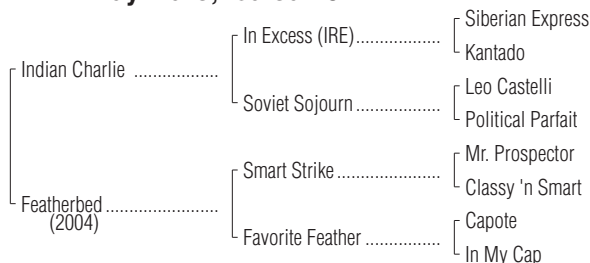 Siberian Express
In Excess (IRE)
Kantado
Indian Charlie
Leo Castelli
Soviet Sojourn
Political Parfait
Mr. Prospector
Smart Strike
Classy 'n Smart
Featherbed
(2004)
Capote
Favorite Feather
In My Cap